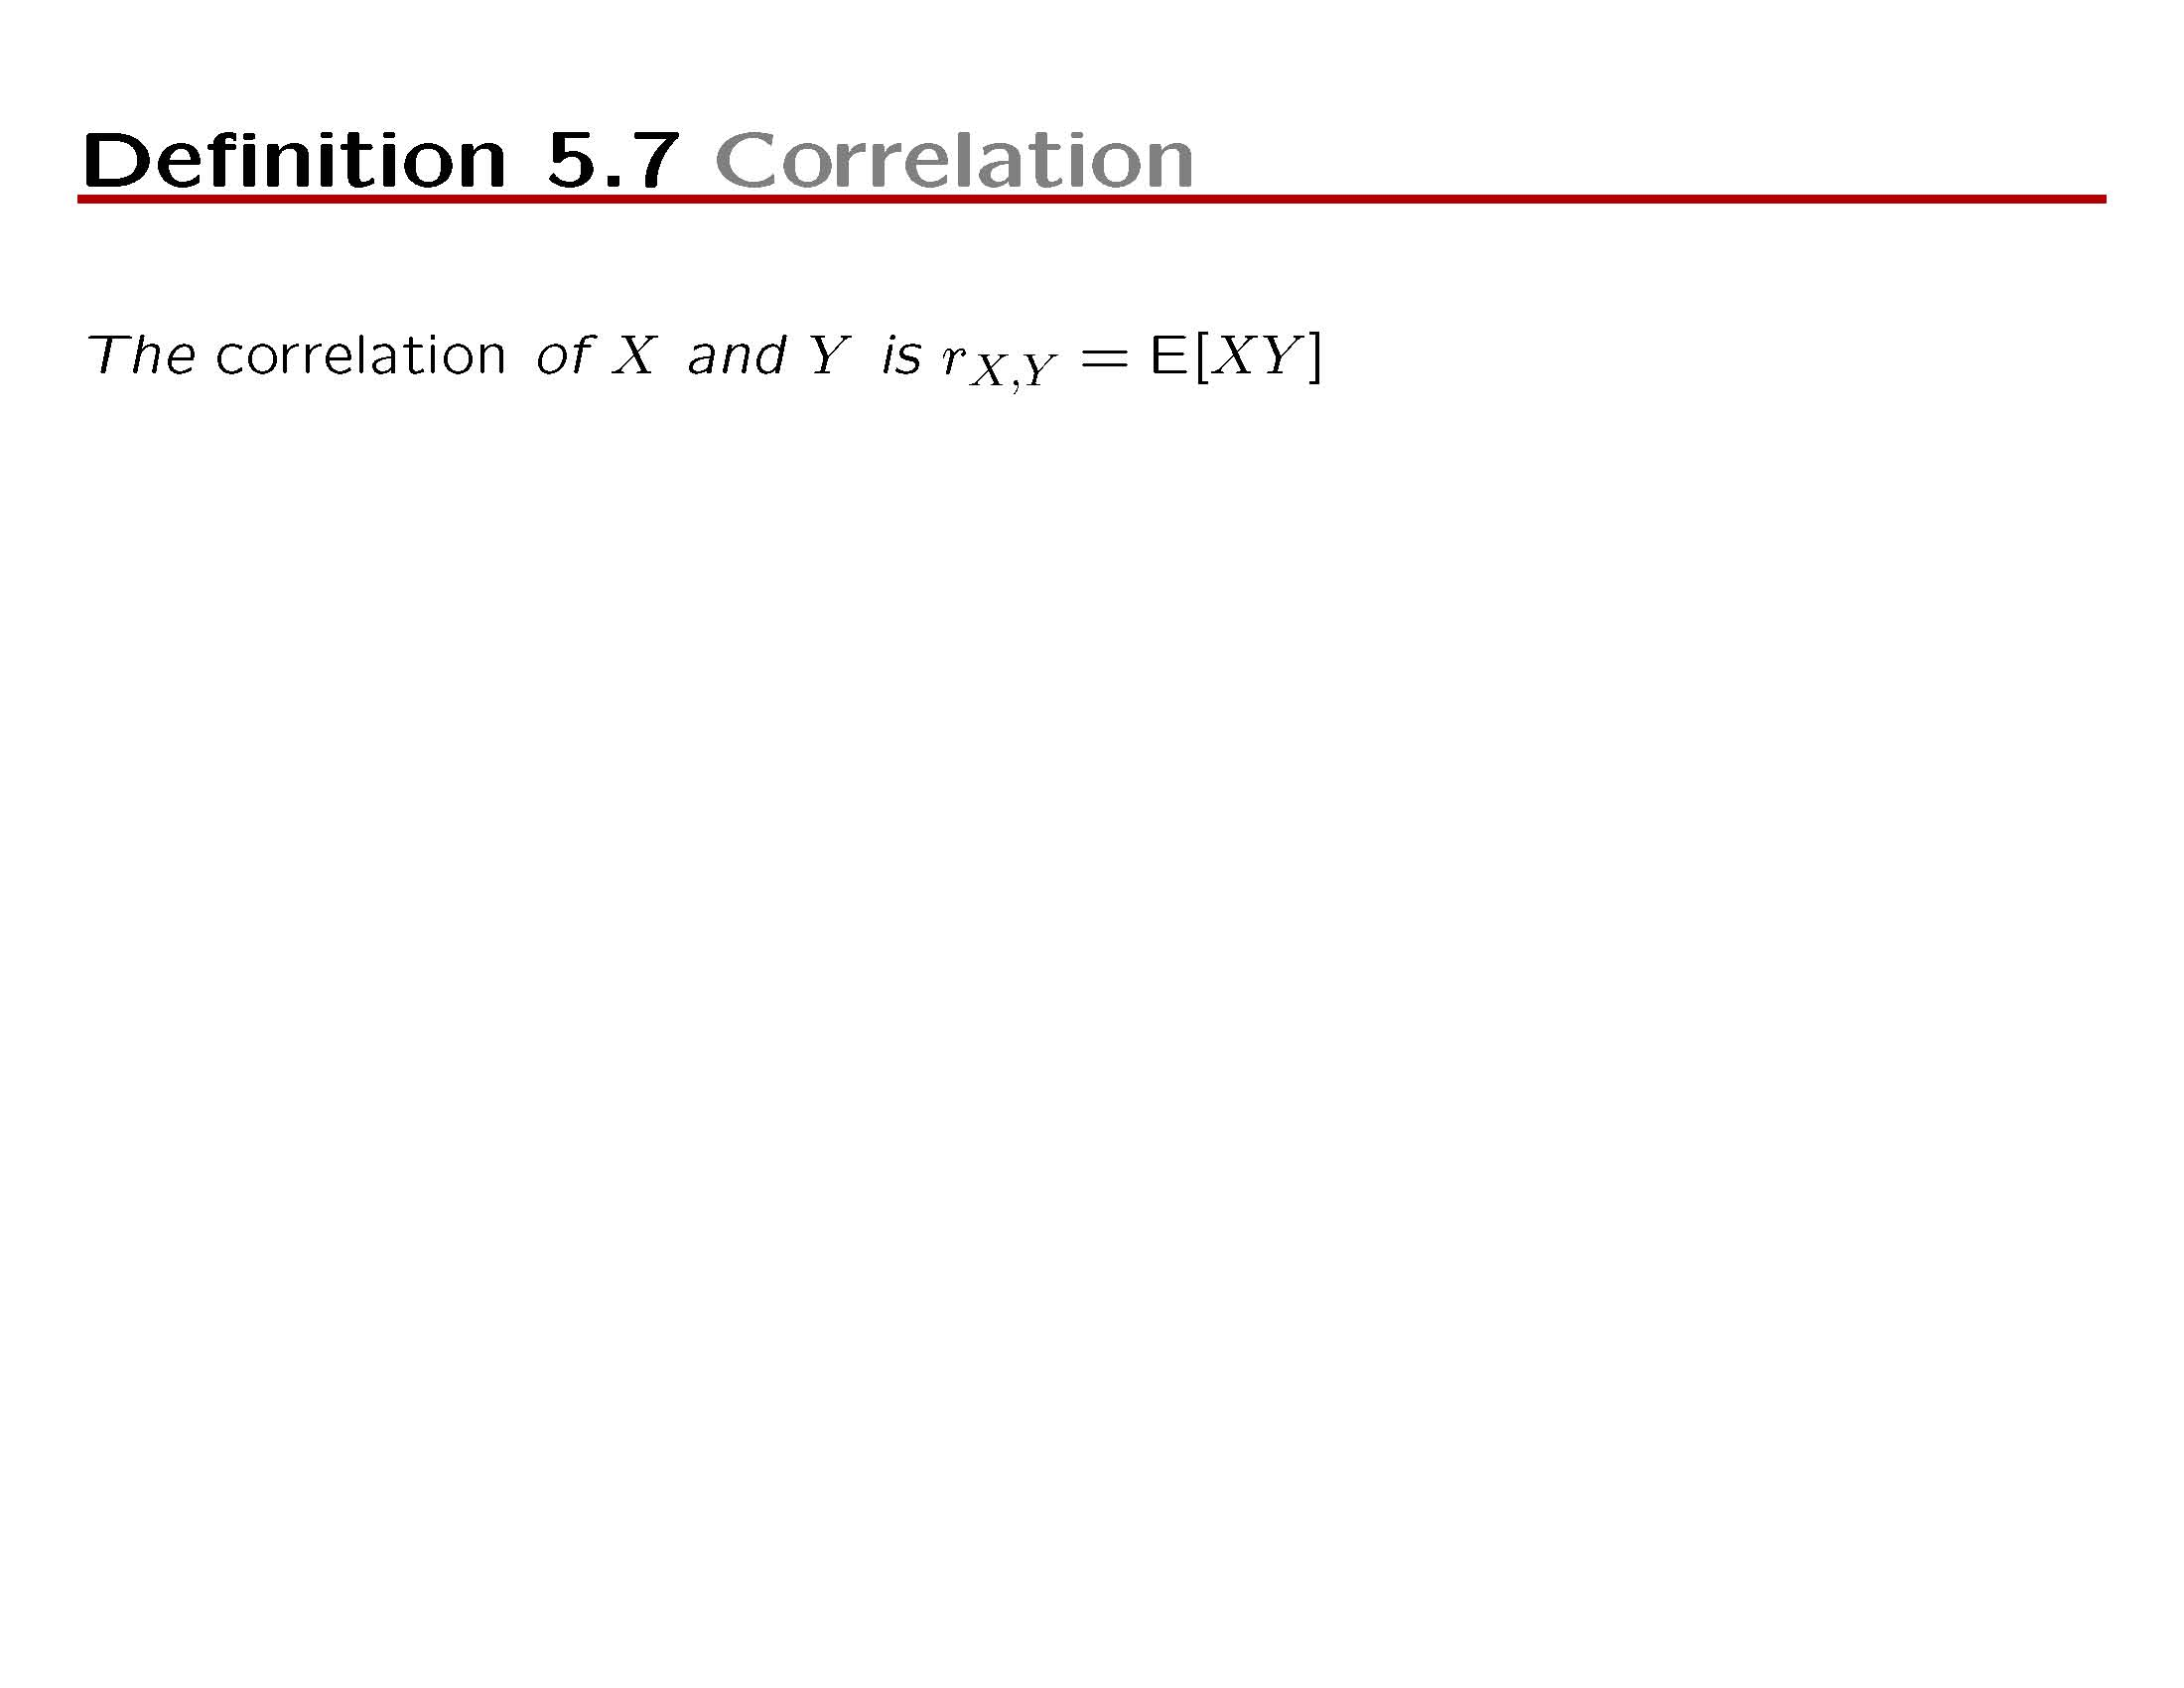 Definition 5.7 Correlation
The correlation of X and Y is r_{X,Y} = E[XY]